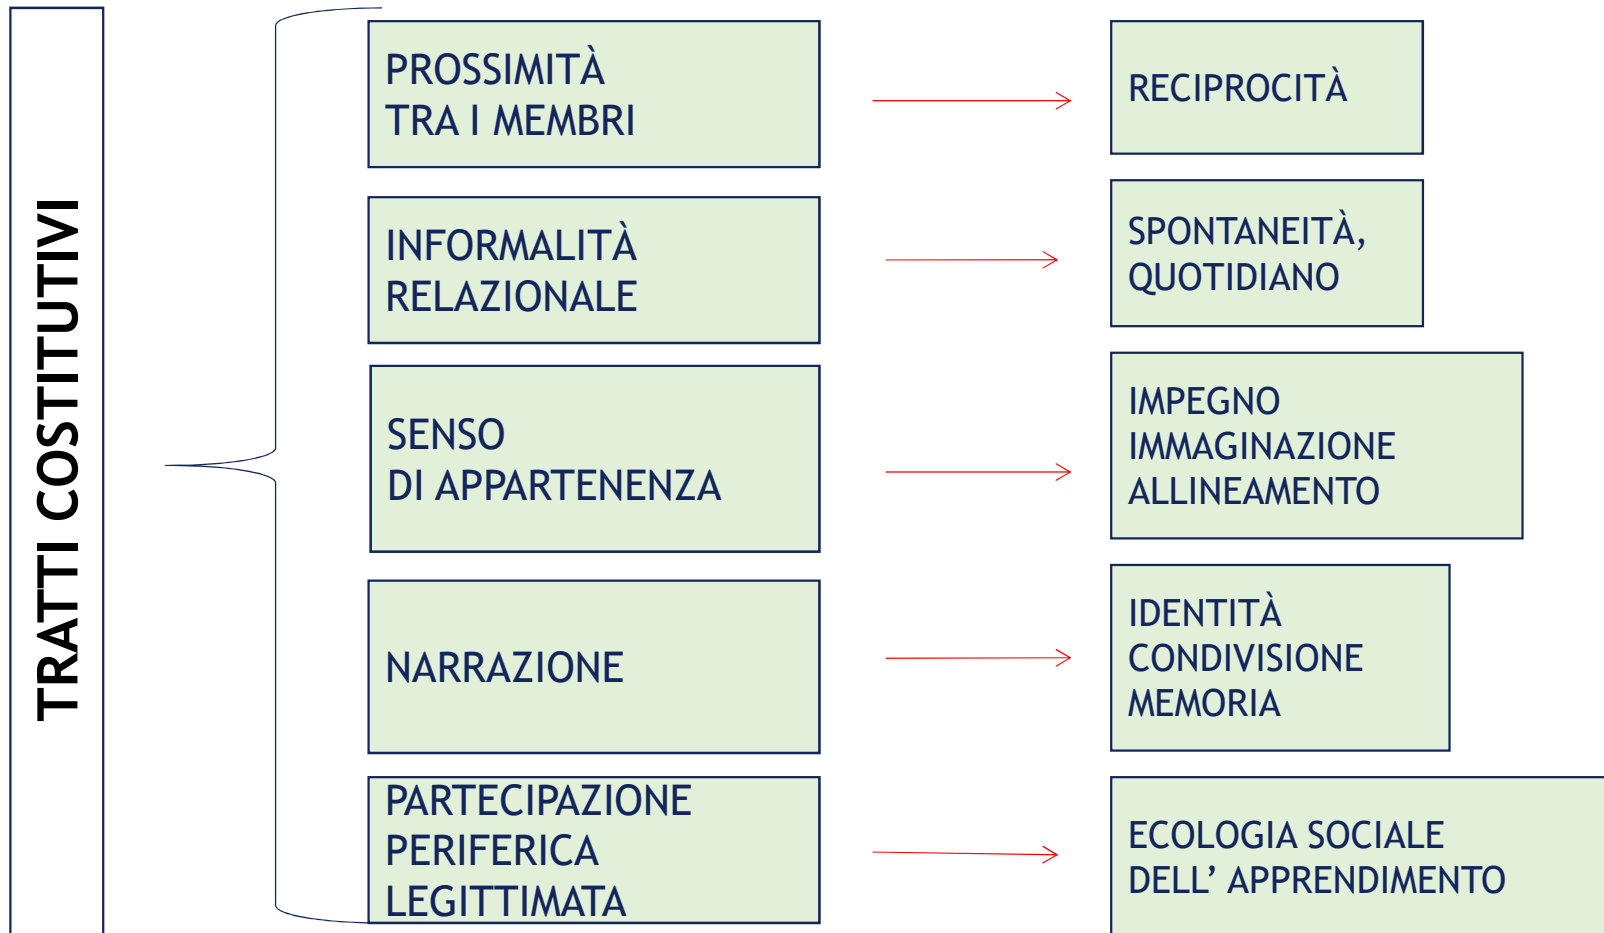 TRATTI COSTITUTIVI
PROSSIMITÀ
TRA I MEMBRI
RECIPROCITÀ
INFORMALITÀ
RELAZIONALE
SPONTANEITÀ,
QUOTIDIANO
SENSO
DI APPARTENENZA
IMPEGNO
IMMAGINAZIONE
ALLINEAMENTO
NARRAZIONE
IDENTITÀ
CONDIVISIONE
MEMORIA
PARTECIPAZIONE
PERIFERICA
LEGITTIMATA
ECOLOGIA SOCIALE
DELL’ APPRENDIMENTO